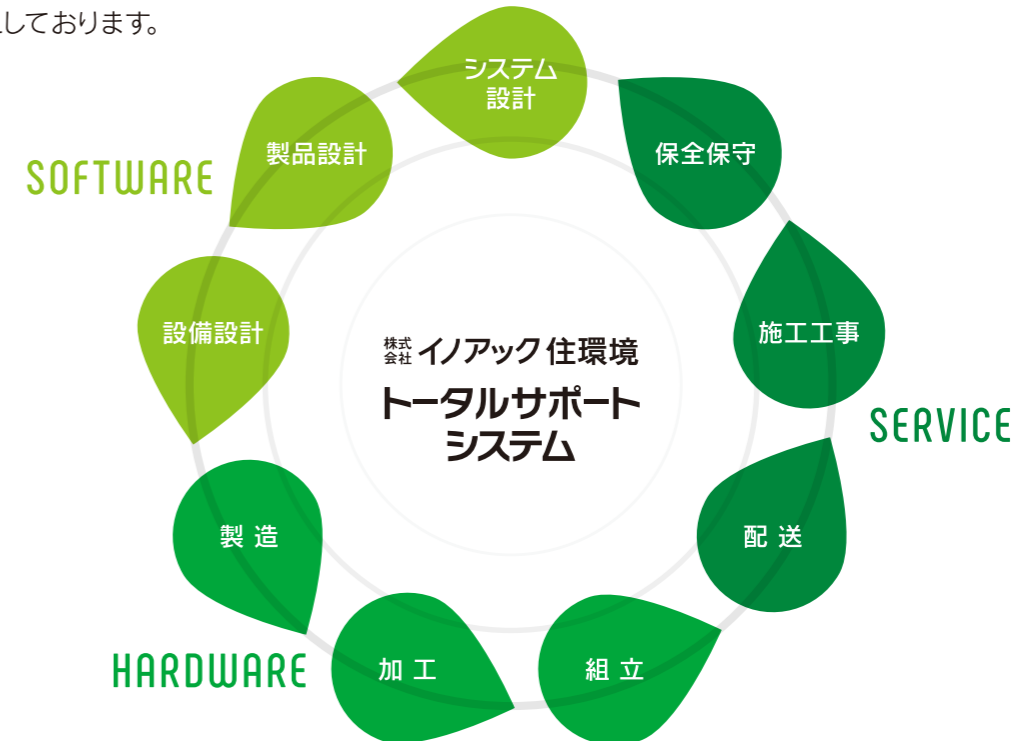 しております。
システム
設計
製品設計
保全保守
SOFTWARE
設備設計
施工工事
株式会社 イノアック 住環境
トータルサポート
システム
SERVICE
製 造
配 送
HARDWARE
加 工
組 立